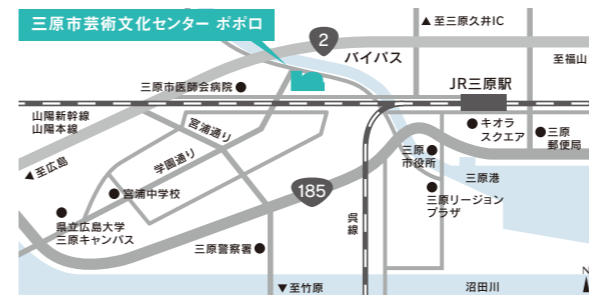 三原市芸術文化センター ポポロ
2
バイパス
▲至三原久井IC
至福山
三原市医師会病院
JR三原駅
山陽新幹線
山陽本線
宮浦通り
学園通り
キオラ
スクエア
三原
郵便局
三原
市役所
◀至広島
三原港
宮浦中学校
185
三原リージョン
プラザ
県立広島大学
三原キャンパス
呉線
三原警察署
▼至竹原
沼田川
N